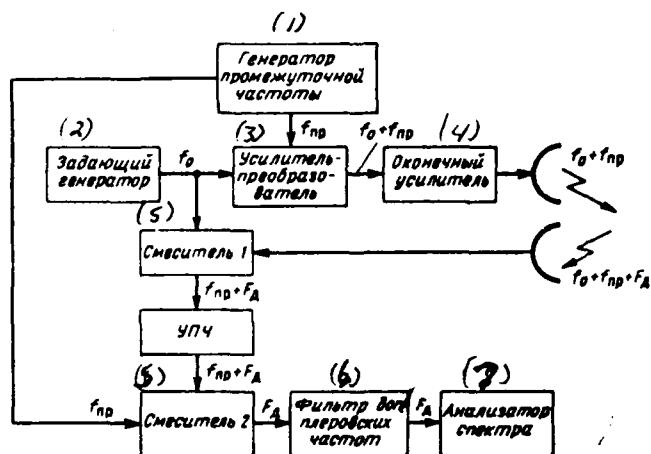 (1)
Генератор
промежуточной
частоты
(2)
fпр
(3)
f₀+fпр
(4)
Задающий
генератор
f₀
Усилитель-
преобразо-
ватель
Оконечный
усилитель
f₀+fпр
(5)
Смеситель 1
f₀+fпр+Fд
fпр+Fд
УПЧ
fпр+Fд
(5)
(6)
fпр
Смеситель 2
Fд
Фильтр доп-
плеровских
частот
Fд
Анализатор
спектра